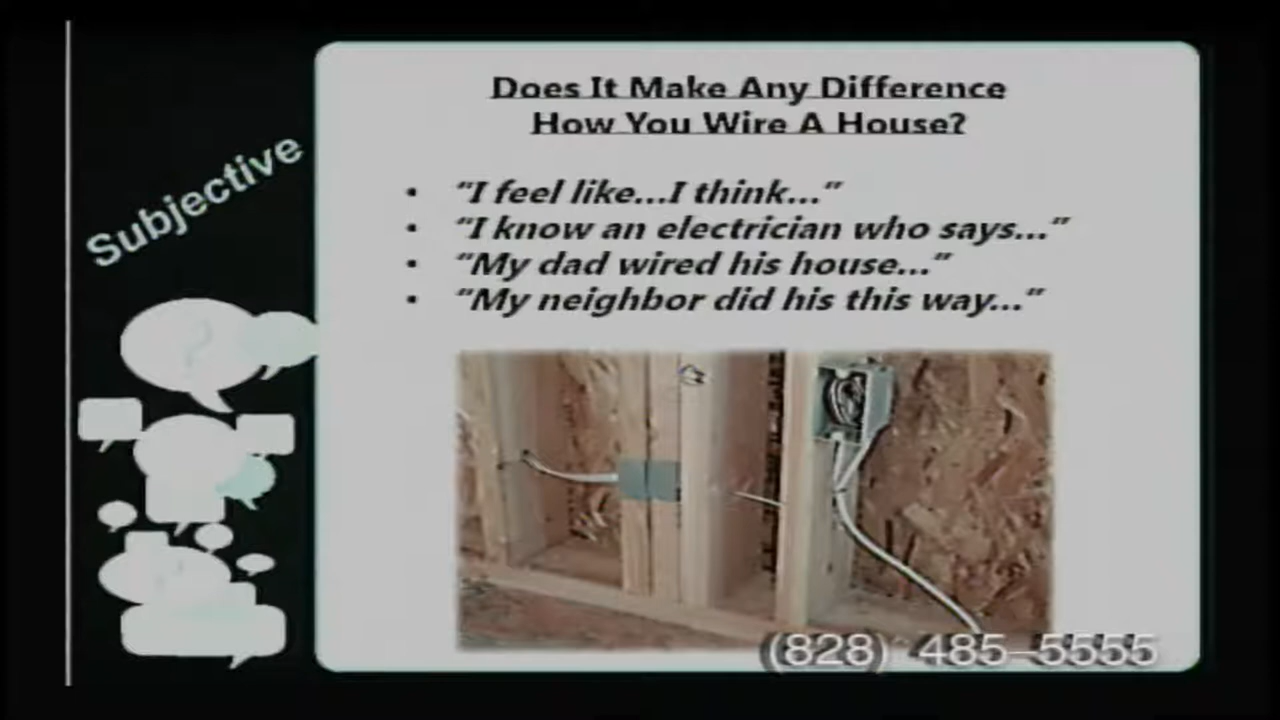 Subjective
Does It Make Any Difference
How You Wire A House?
• "I feel like...I think..."
• "I know an electrician who says..."
• "My dad wired his house..."
• "My neighbor did his this way..."
(828) 485-5555